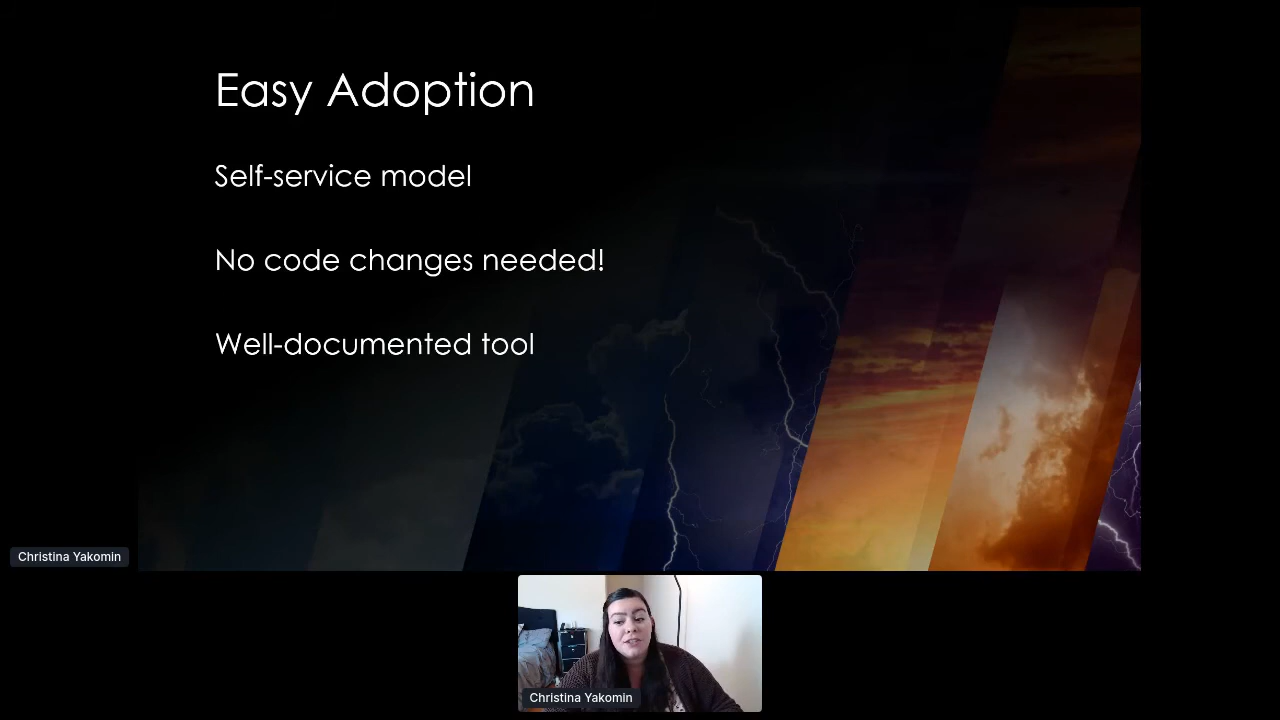 Easy Adoption
Self-service model
No code changes needed!
Well-documented tool
Christina Yakomin
Christina Yakomin